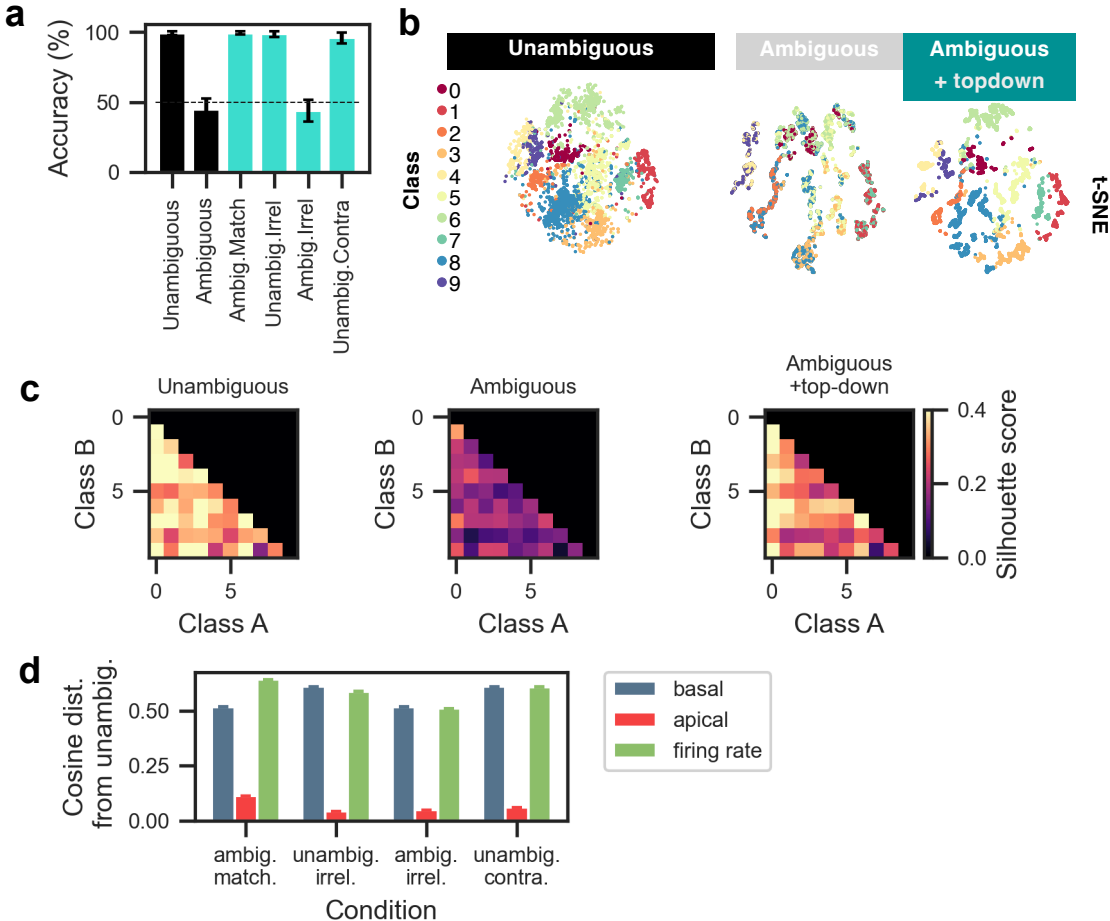 a
Accuracy (%)
100
50
0
Unambiguous
Ambiguous
Ambig.Match
Unambig.Irrel
Ambig.Irrel
Unambig.Contra
b
Unambiguous
Ambiguous
Ambiguous
+ topdown
Class
0
1
2
3
4
5
6
7
8
9
t-SNE
c
Unambiguous
Class B
0
5
0
5
Class A
Ambiguous
Class B
0
5
0
5
Class A
Ambiguous
+top-down
Class B
0
5
0
5
Class A
0.4
0.2
0.0
Silhouette score
d
Cosine dist.
from unambig.
0.50
0.25
0.00
ambig.
match.
unambig.
irrel.
ambig.
irrel.
unambig.
contra.
Condition
basal
apical
firing rate